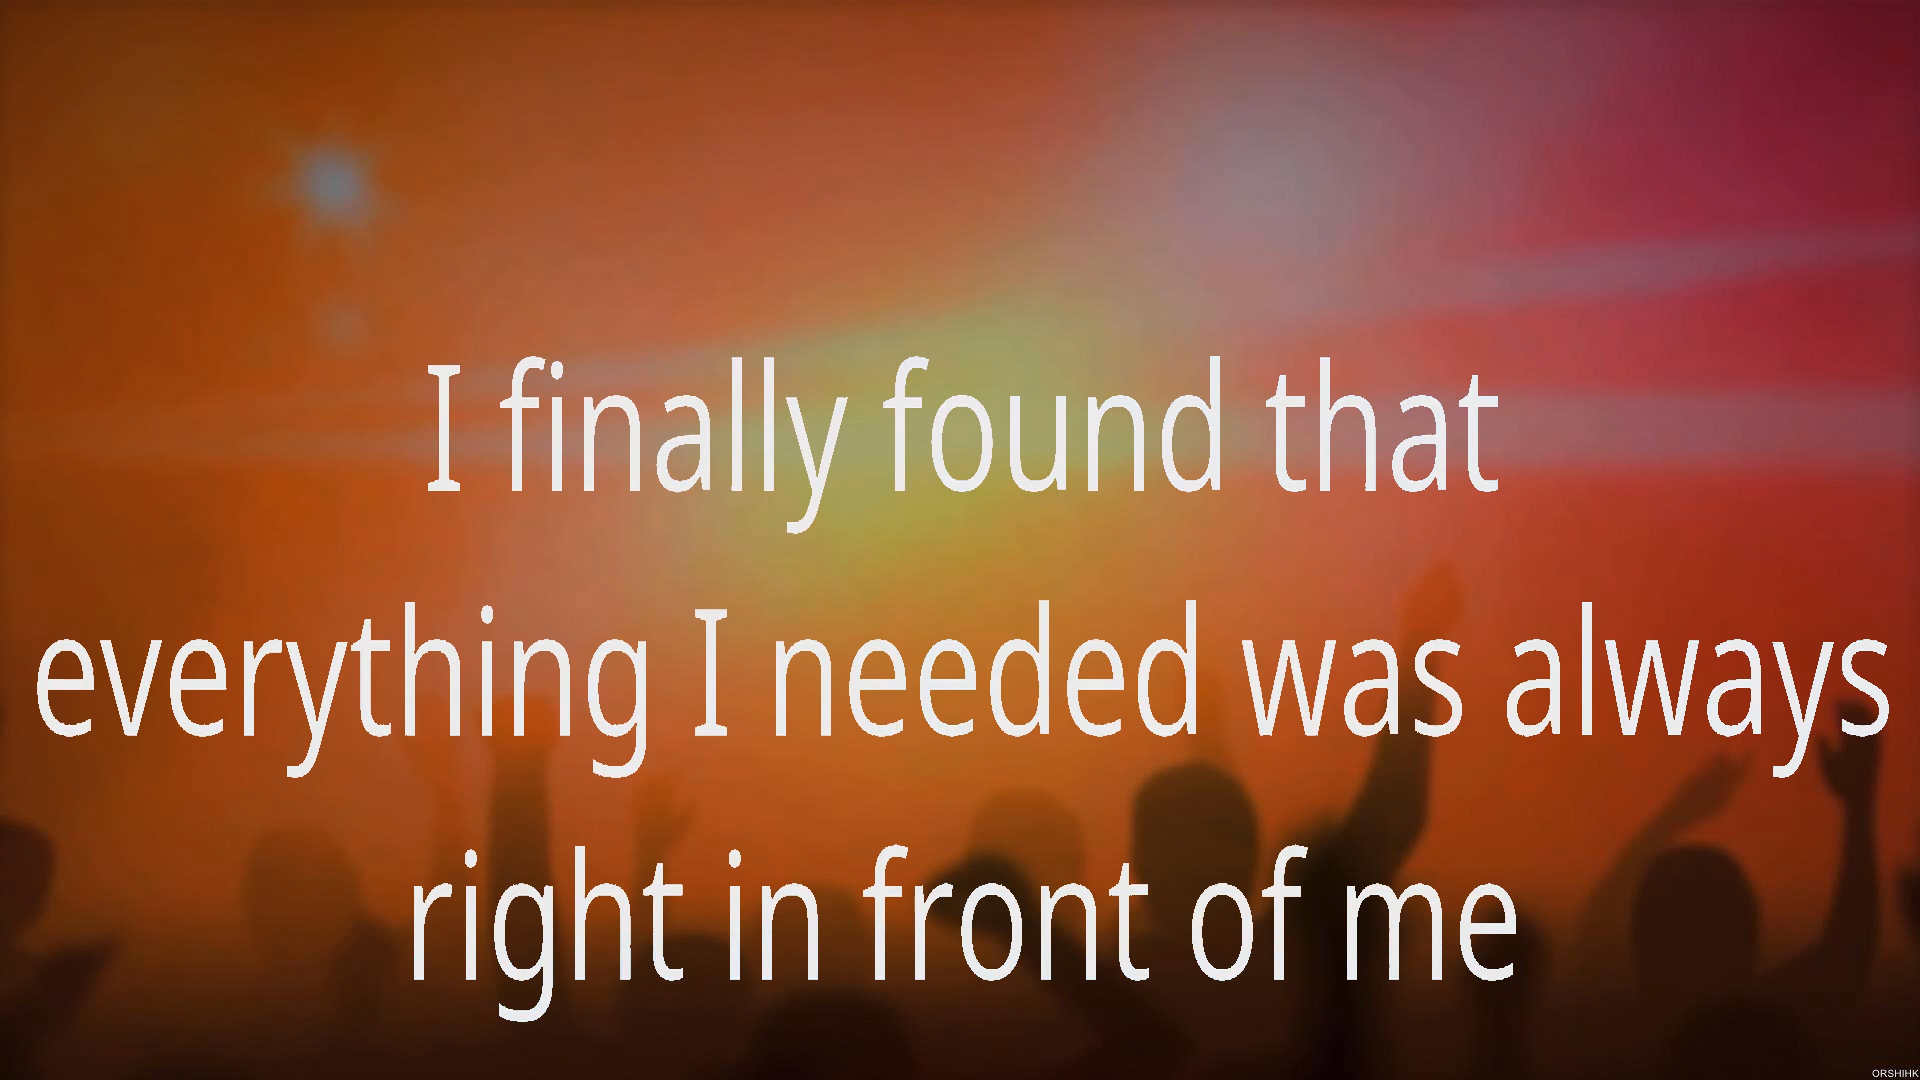 I finally found that
everything I needed was always
right in front of me
ORSHIHK